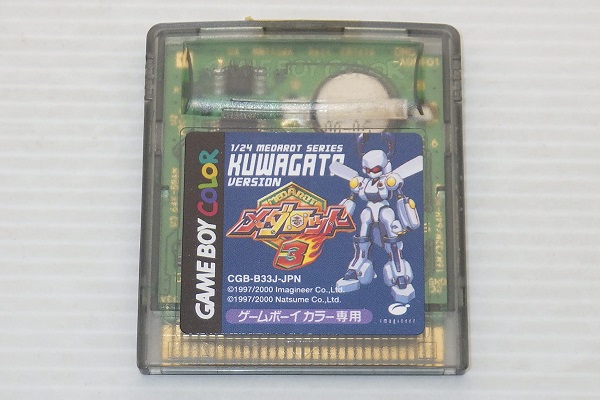 GAME BOY COLOR
1/24 MEDAROT SERIES
KUWAGATA
VERSION
MEDAROT
メダロット
3
CGB-B33J-JPN
©1997/2000 Imagineer Co.,Ltd.
©1997/2000 Natsume Co.,Ltd.
ゲームボーイカラー専用
imagineer